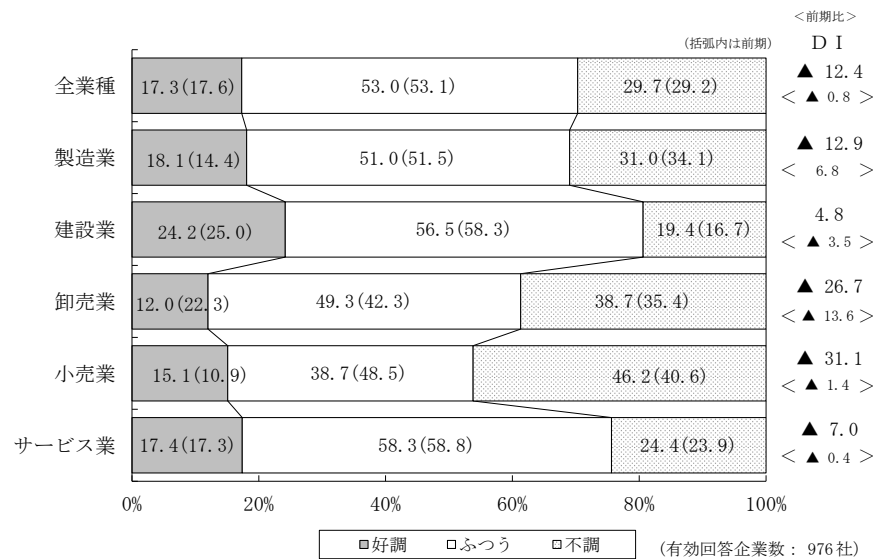 ＜前期比＞
(括弧内は前期) ＤＩ
全業種 17.3(17.6) 53.0(53.1) 29.7(29.2) ▲ 12.4
＜ ▲ 0.8 ＞
製造業 18.1(14.4) 51.0(51.5) 31.0(34.1) ▲ 12.9
＜ 6.8 ＞
建設業 24.2(25.0) 56.5(58.3) 19.4(16.7) 4.8
＜ ▲ 3.5 ＞
卸売業 12.0(22.3) 49.3(42.3) 38.7(35.4) ▲ 26.7
＜ ▲ 13.6 ＞
小売業 15.1(10.9) 38.7(48.5) 46.2(40.6) ▲ 31.1
＜ ▲ 1.4 ＞
サービス業 17.4(17.3) 58.3(58.8) 24.4(23.9) ▲ 7.0
＜ ▲ 0.4 ＞
0% 20% 40% 60% 80% 100%
好調 ふつう 不調 (有効回答企業数： 976社)